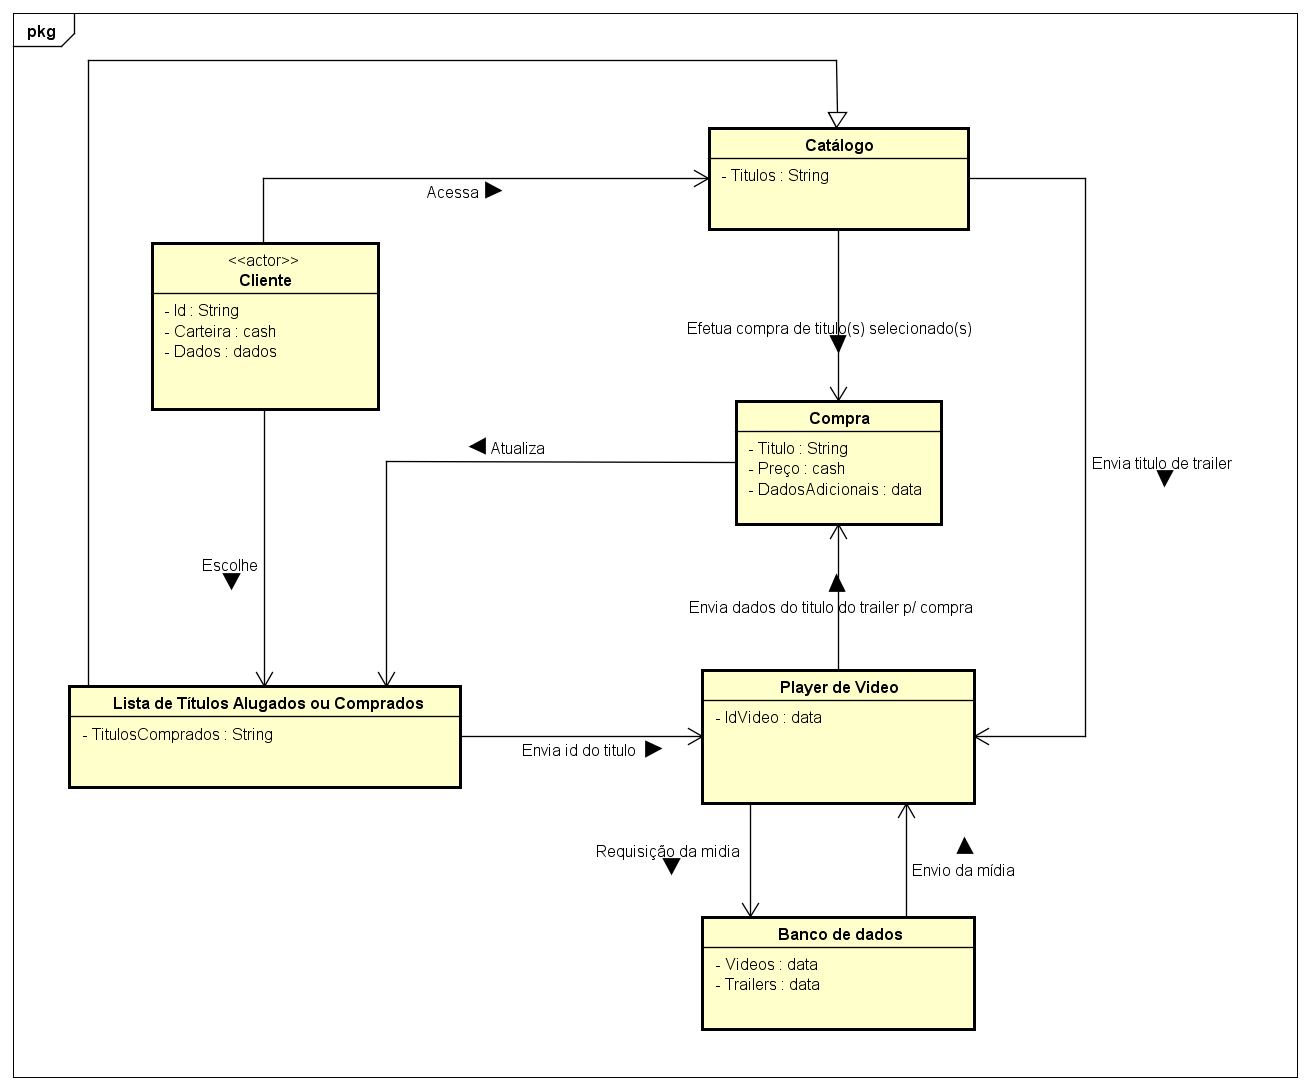 pkg
Catálogo
- Titulos : String
Acessa
<<actor>>
Cliente
- Id : String
- Carteira : cash
- Dados : dados
Efetua compra de titulo(s) selecionado(s)
Compra
- Titulo : String
- Preço : cash
- DadosAdicionais : data
Atualiza
Envia titulo de trailer
Escolhe
Envia dados do titulo do trailer p/ compra
Lista de Títulos Alugados ou Comprados
- TitulosComprados : String
Player de Video
- IdVideo : data
Envia id do titulo
Requisição da midia
Envio da mídia
Banco de dados
- Videos : data
- Trailers : data